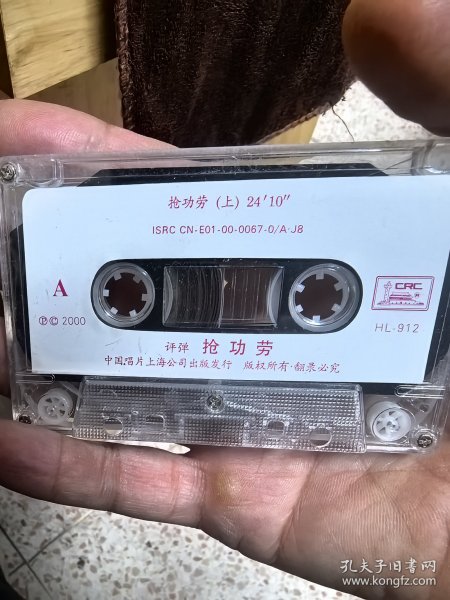 抢功劳 (上) 24′10″
ISRC CN-E01-00-0067-0/A·J8
A
CRC
℗© 2000
HL-912
评弹 抢功劳
中国唱片上海公司出版发行 版权所有·翻录必究
孔夫子旧书网
www.kongfz.com